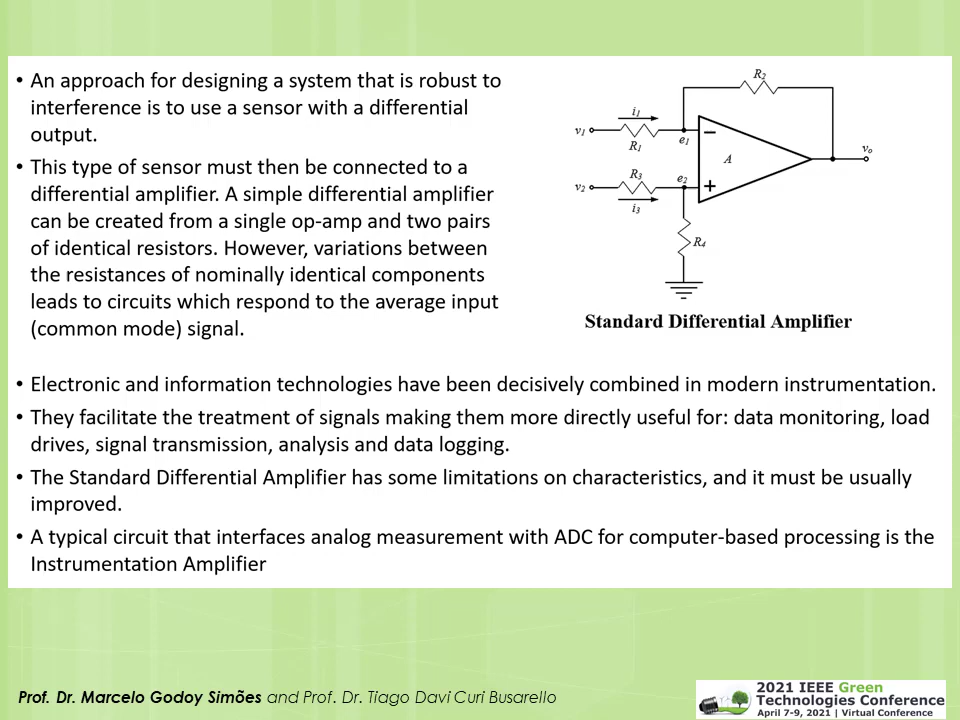 • An approach for designing a system that is robust to
interference is to use a sensor with a differential
output.
• This type of sensor must then be connected to a
differential amplifier. A simple differential amplifier
can be created from a single op-amp and two pairs
of identical resistors. However, variations between
the resistances of nominally identical components
leads to circuits which respond to the average input
(common mode) signal.
R2
i1
v1
R1
e1
A
vo
R3
e2
v2
i3
R4
Standard Differential Amplifier
• Electronic and information technologies have been decisively combined in modern instrumentation.
• They facilitate the treatment of signals making them more directly useful for: data monitoring, load
drives, signal transmission, analysis and data logging.
• The Standard Differential Amplifier has some limitations on characteristics, and it must be usually
improved.
• A typical circuit that interfaces analog measurement with ADC for computer-based processing is the
Instrumentation Amplifier
Prof. Dr. Marcelo Godoy Simões and Prof. Dr. Tiago Davi Curi Busarello
2021 IEEE Green
Technologies Conference
April 7-9, 2021 | Virtual Conference